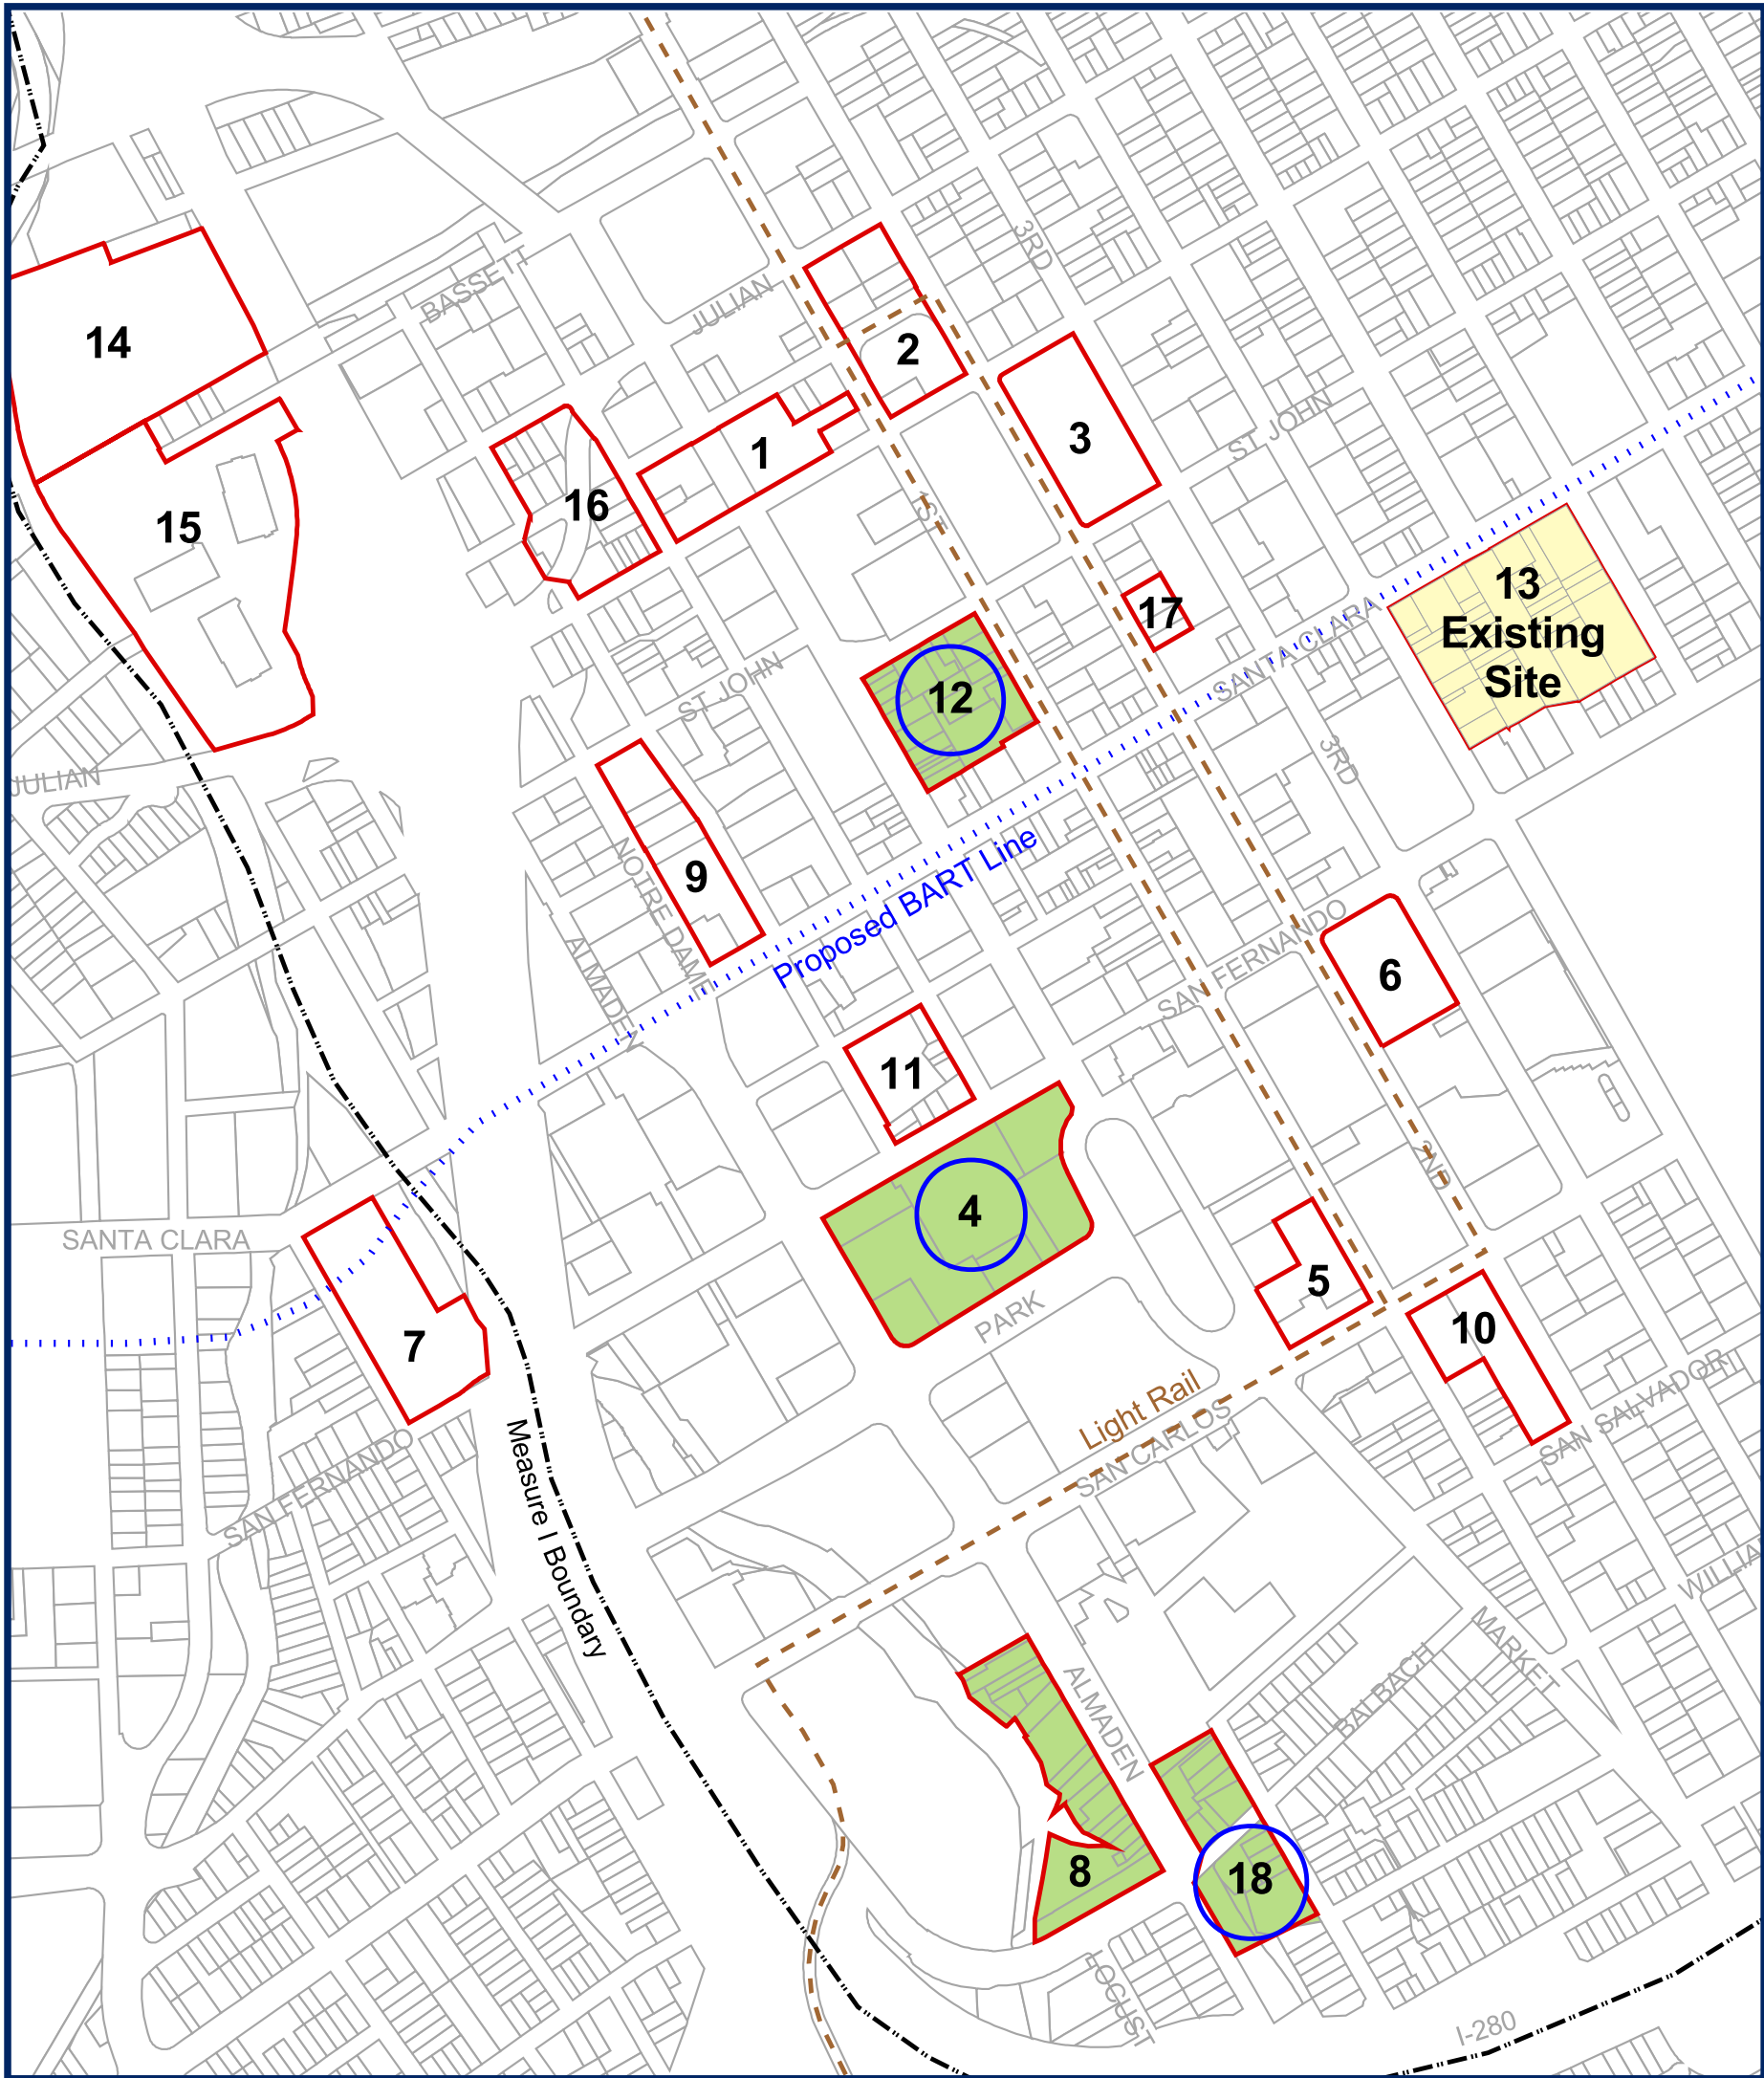 3RD
BASSETT
JULIAN
14
2
1
3
ST JOHN
16
1ST
15
17
13
Existing
Site
SANTA CLARA
12
ST JOHN
3RD
JULIAN
NOTRE DAME
9
Proposed BART Line
ALMADEN
SAN FERNANDO
6
11
2ND
4
SANTA CLARA
5
PARK
10
7
Light Rail
SAN SALVADOR
SAN CARLOS
Measure I Boundary
SAN FERNANDO
MARKET
BALBACH
ALMADEN
8
18
LOCUST
I-280